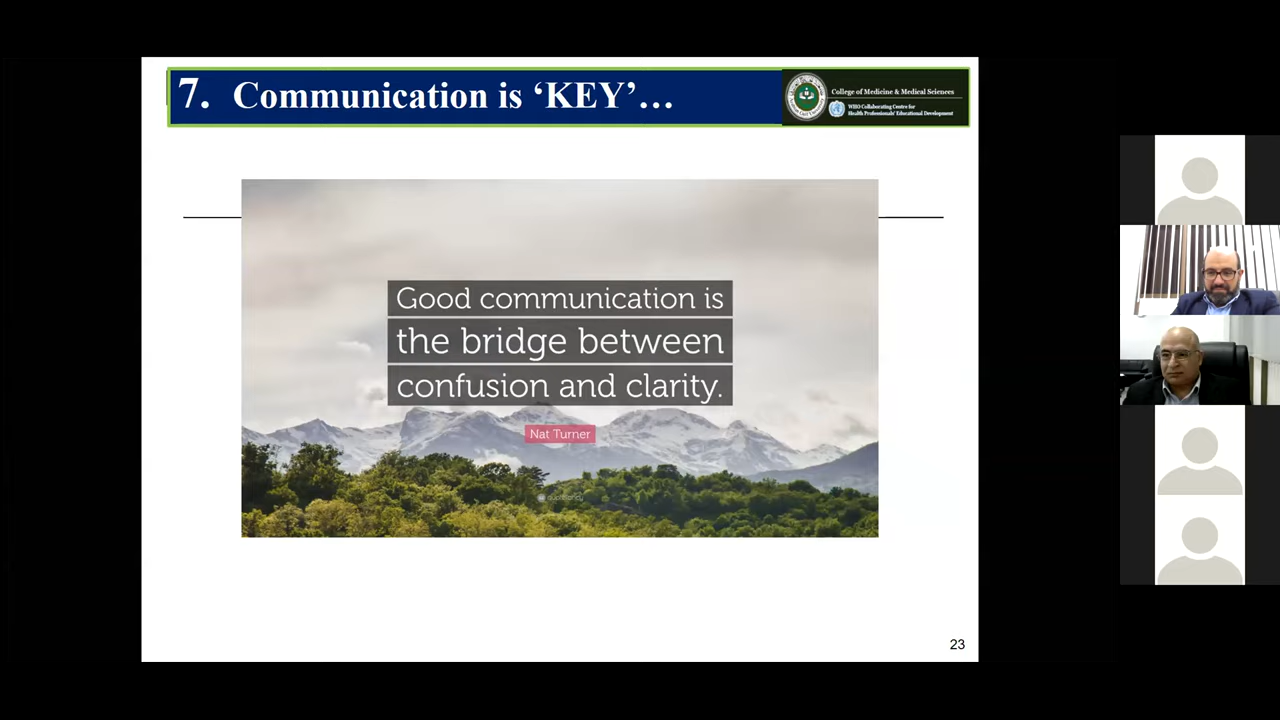 7. Communication is ‘KEY’…
College of Medicine & Medical Sciences
WHO Collaborating Centre for
Health Professionals' Educational Development
Good communication is
the bridge between
confusion and clarity.
Nat Turner
23